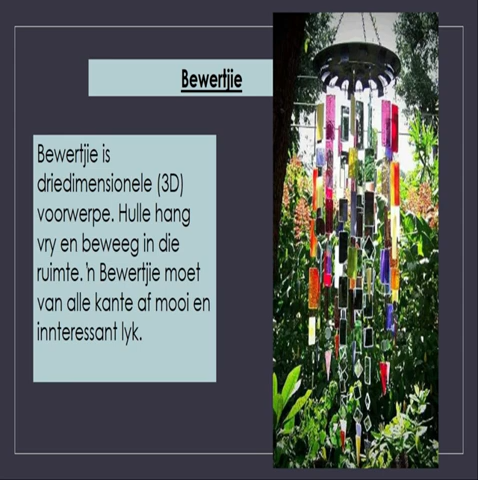 Bewertjie
Bewertjie is
driedimensionele (3D)
voorwerpe. Hulle hang
vry en beweeg in die
ruimte.'n Bewertjie moet
van alle kante af mooi en
innteressant lyk.